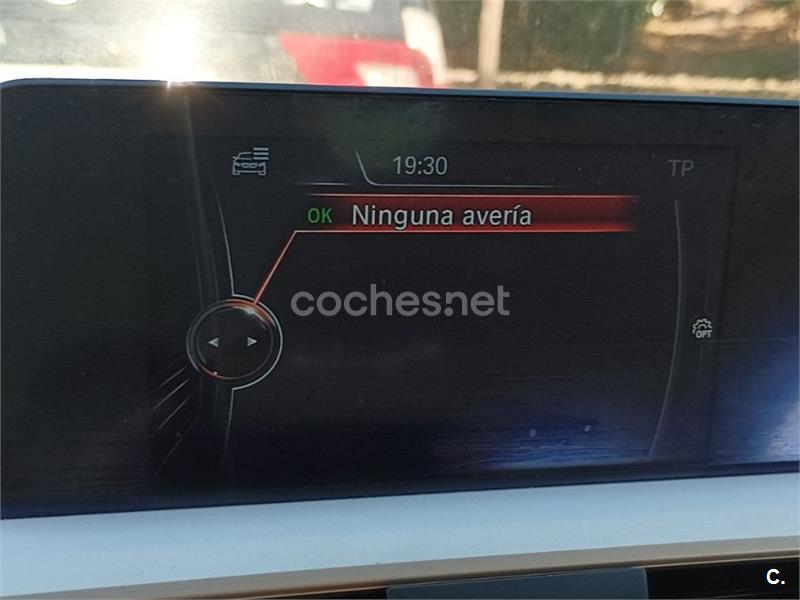 19:30
TP
OK Ninguna avería
coches.net
OPT
C.